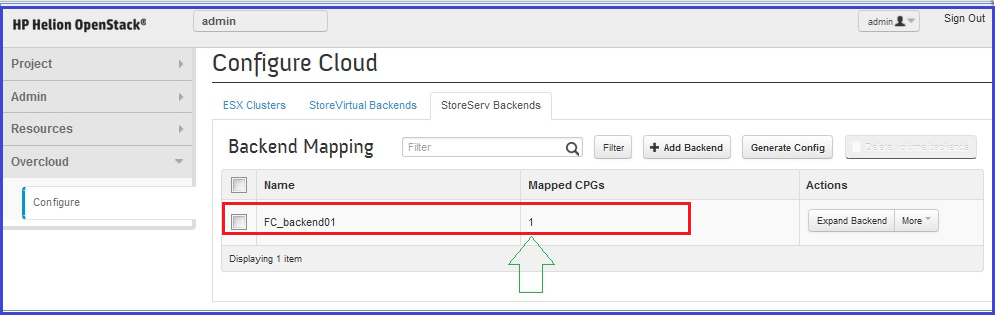 HP Helion OpenStack® admin admin Sign Out
Project
Admin
Resources
Overcloud
Configure
Configure Cloud
ESX Clusters StoreVirtual Backends StoreServ Backends
Backend Mapping Filter Filter + Add Backend Generate Config Delete volume backends
Name Mapped CPGs Actions
FC_backend01 1 Expand Backend More
Displaying 1 item